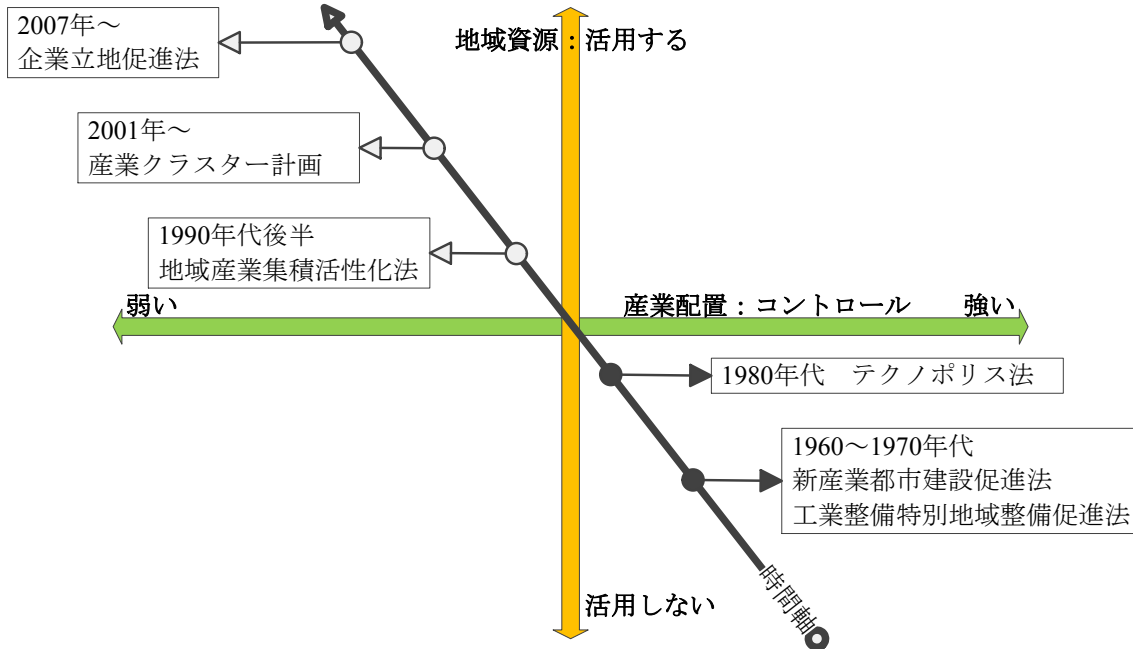 2007年～
企業立地促進法
地域資源：活用する
2001年～
産業クラスター計画
1990年代後半
地域産業集積活性化法
弱い
産業配置：コントロール　強い
1980年代　テクノポリス法
1960～1970年代
新産業都市建設促進法
工業整備特別地域整備促進法
時間軸
活用しない